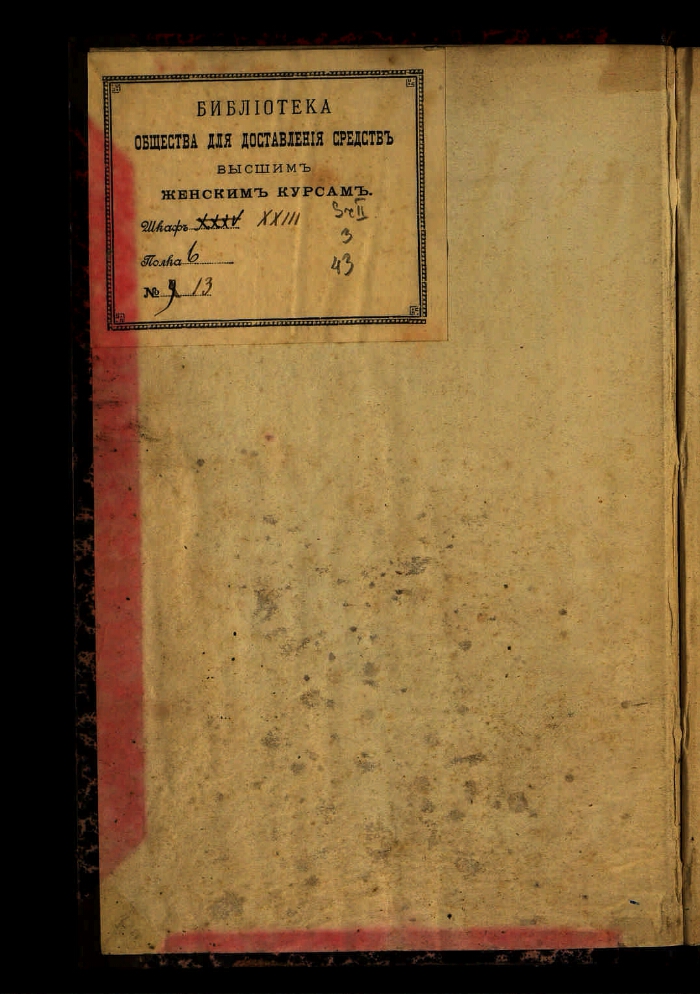 БИБЛІОТЕКА
ОБЩЕСТВА ДЛЯ ДОСТАВЛЕНІЯ СРЕДСТВЪ
ВЫСШИМЪ
ЖЕНСКИМЪ КУРСАМЪ.
Шкафъ XXIII
Полка 6
№ 13
3
43